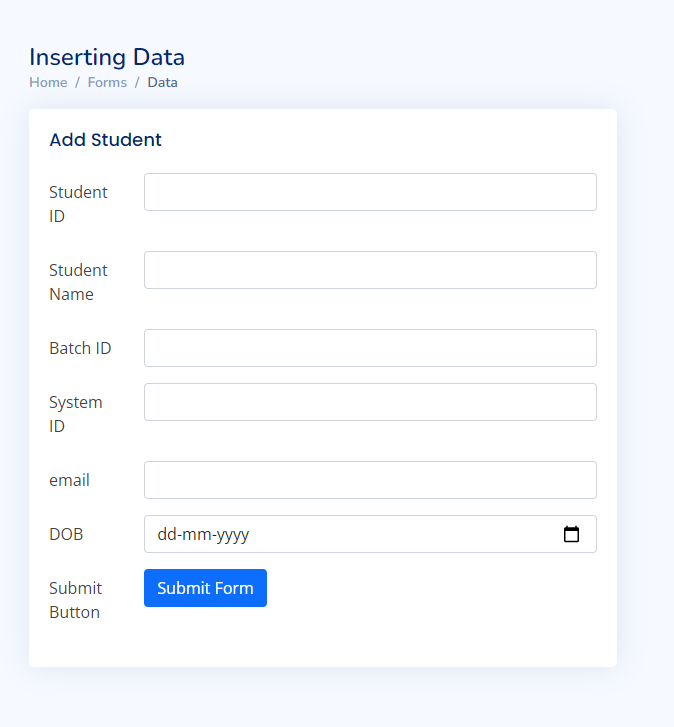 Inserting Data
Home / Forms / Data
Add Student
Student
ID
Student
Name
Batch ID
System
ID
email
DOB
dd-mm-yyyy
Submit
Button
Submit Form